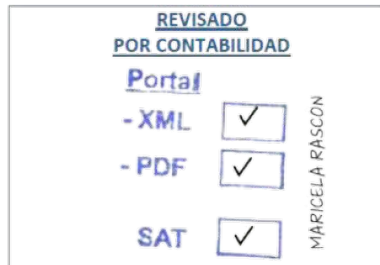 REVISADO
POR CONTABILIDAD
Portal
- XML ✓
- PDF ✓
SAT ✓
MARICELA RASCON